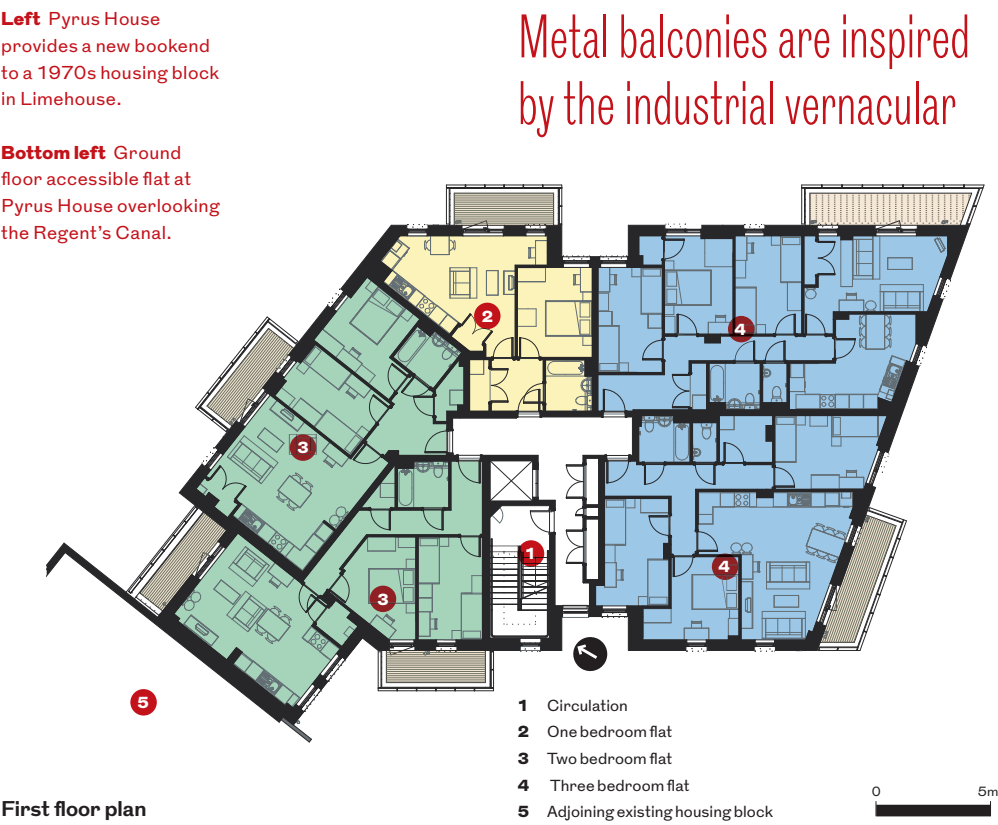 Left Pyrus House
provides a new bookend
to a 1970s housing block
in Limehouse.
Bottom left Ground
floor accessible flat at
Pyrus House overlooking
the Regent's Canal.
Metal balconies are inspired
by the industrial vernacular
2
4
3
1
4
3
5
1 Circulation
2 One bedroom flat
3 Two bedroom flat
4 Three bedroom flat
5 Adjoining existing housing block
0 5m
First floor plan